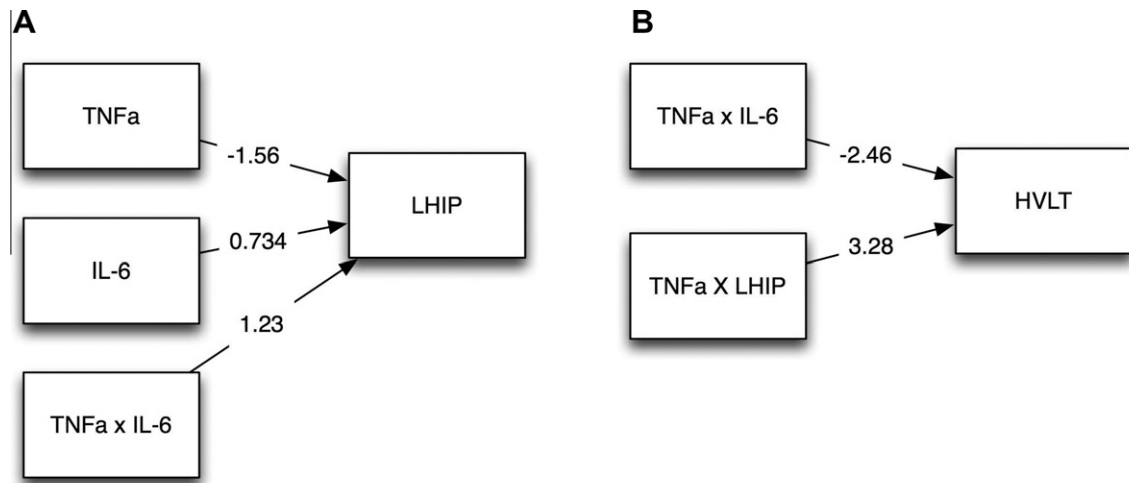 A
TNFa
-1.56
LHIP
IL-6
0.734
1.23
TNFa x IL-6
B
TNFa x IL-6
-2.46
HVLT
TNFa X LHIP
3.28